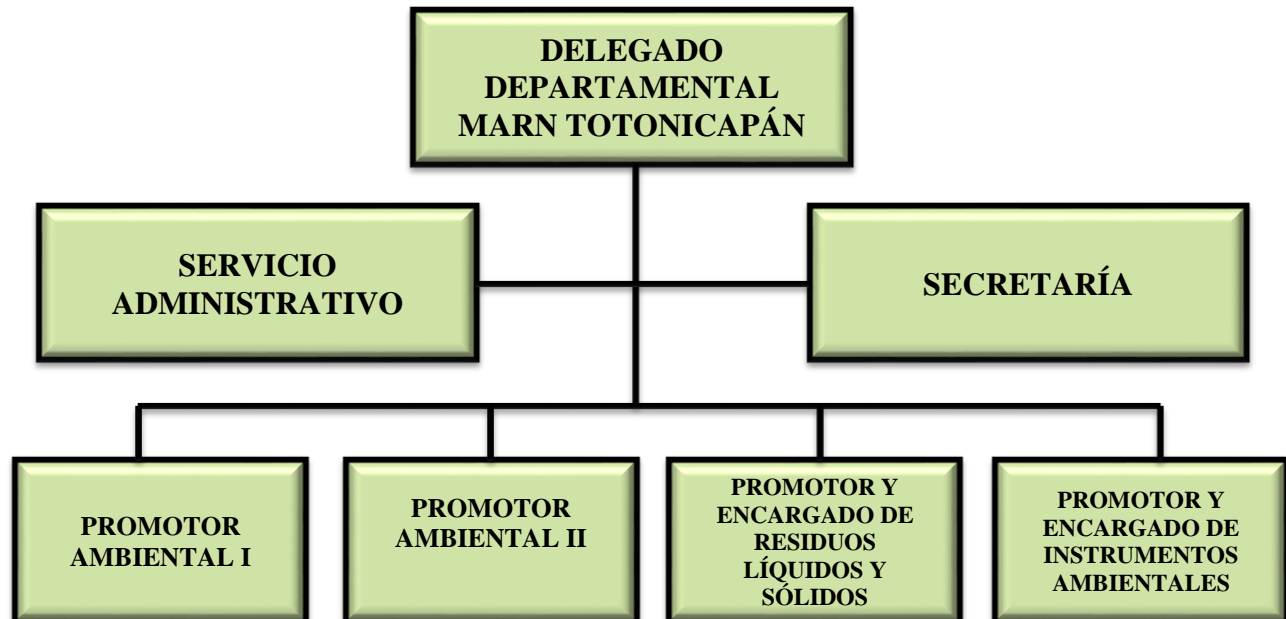 DELEGADO
DEPARTAMENTAL
MARN TOTONICAPÁN
SERVICIO
ADMINISTRATIVO
SECRETARÍA
PROMOTOR
AMBIENTAL I
PROMOTOR
AMBIENTAL II
PROMOTOR Y
ENCARGADO DE
RESIDUOS
LÍQUIDOS Y
SÓLIDOS
PROMOTOR Y
ENCARGADO DE
INSTRUMENTOS
AMBIENTALES